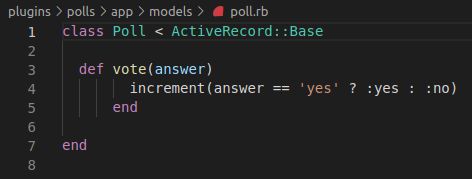 plugins > polls > app > models > poll.rb
1 class Poll < ActiveRecord::Base
2
3   def vote(answer)
4     increment(answer == 'yes' ? :yes : :no)
5   end
6
7 end
8